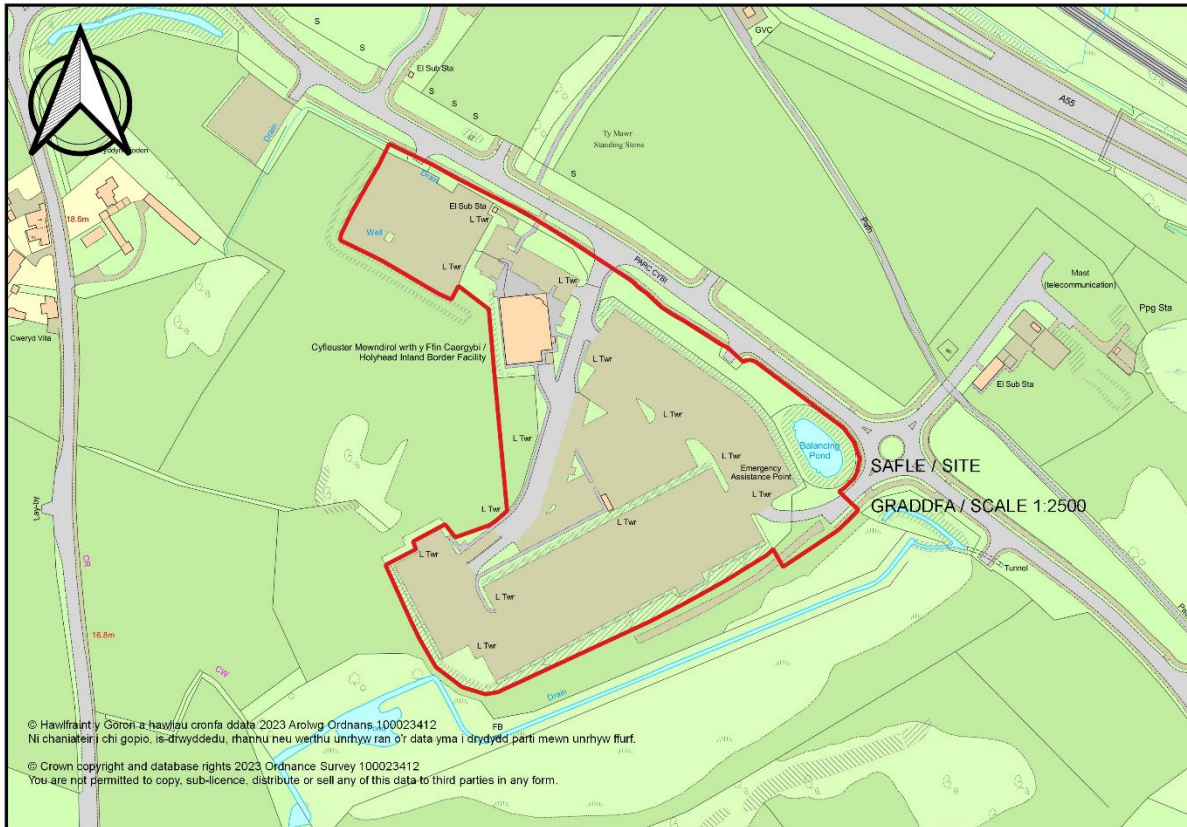 S
S
El Sub Sta
S
S
S
GVC
A55
Ty Mawr
Standing Stone
S
Drain
18.6m
Drain
El Sub Sta
L Twr
Well
L Twr
L Twr
PARC CYBI
Path
Mast
(telecommunication)
Ppg Sta
Cweryd Villa
Cyfleuster Mewndirol wrth y Ffin Caergybi /
Holyhead Inland Border Facility
L Twr
El Sub Sta
L Twr
L Twr
Balancing
Pond
SAFLE / SITE
Emergency
Assistance Point
L Twr
GRADDFA / SCALE 1:2500
Lay-by
L Twr
L Twr
L Twr
CR
L Twr
Tunnel
16.8m
L Twr
CW
Drain
FB
© Hawlfraint y Goron a hawliau cronfa ddata 2023 Arolwg Ordnans 100023412
Ni chaniateir i chi gopio, is-drwyddedu, rhannu neu werthu unrhyw ran o'r data yma i drydydd parti mewn unrhyw ffurf.
© Crown copyright and database rights 2023 Ordnance Survey 100023412
You are not permitted to copy, sub-licence, distribute or sell any of this data to third parties in any form.